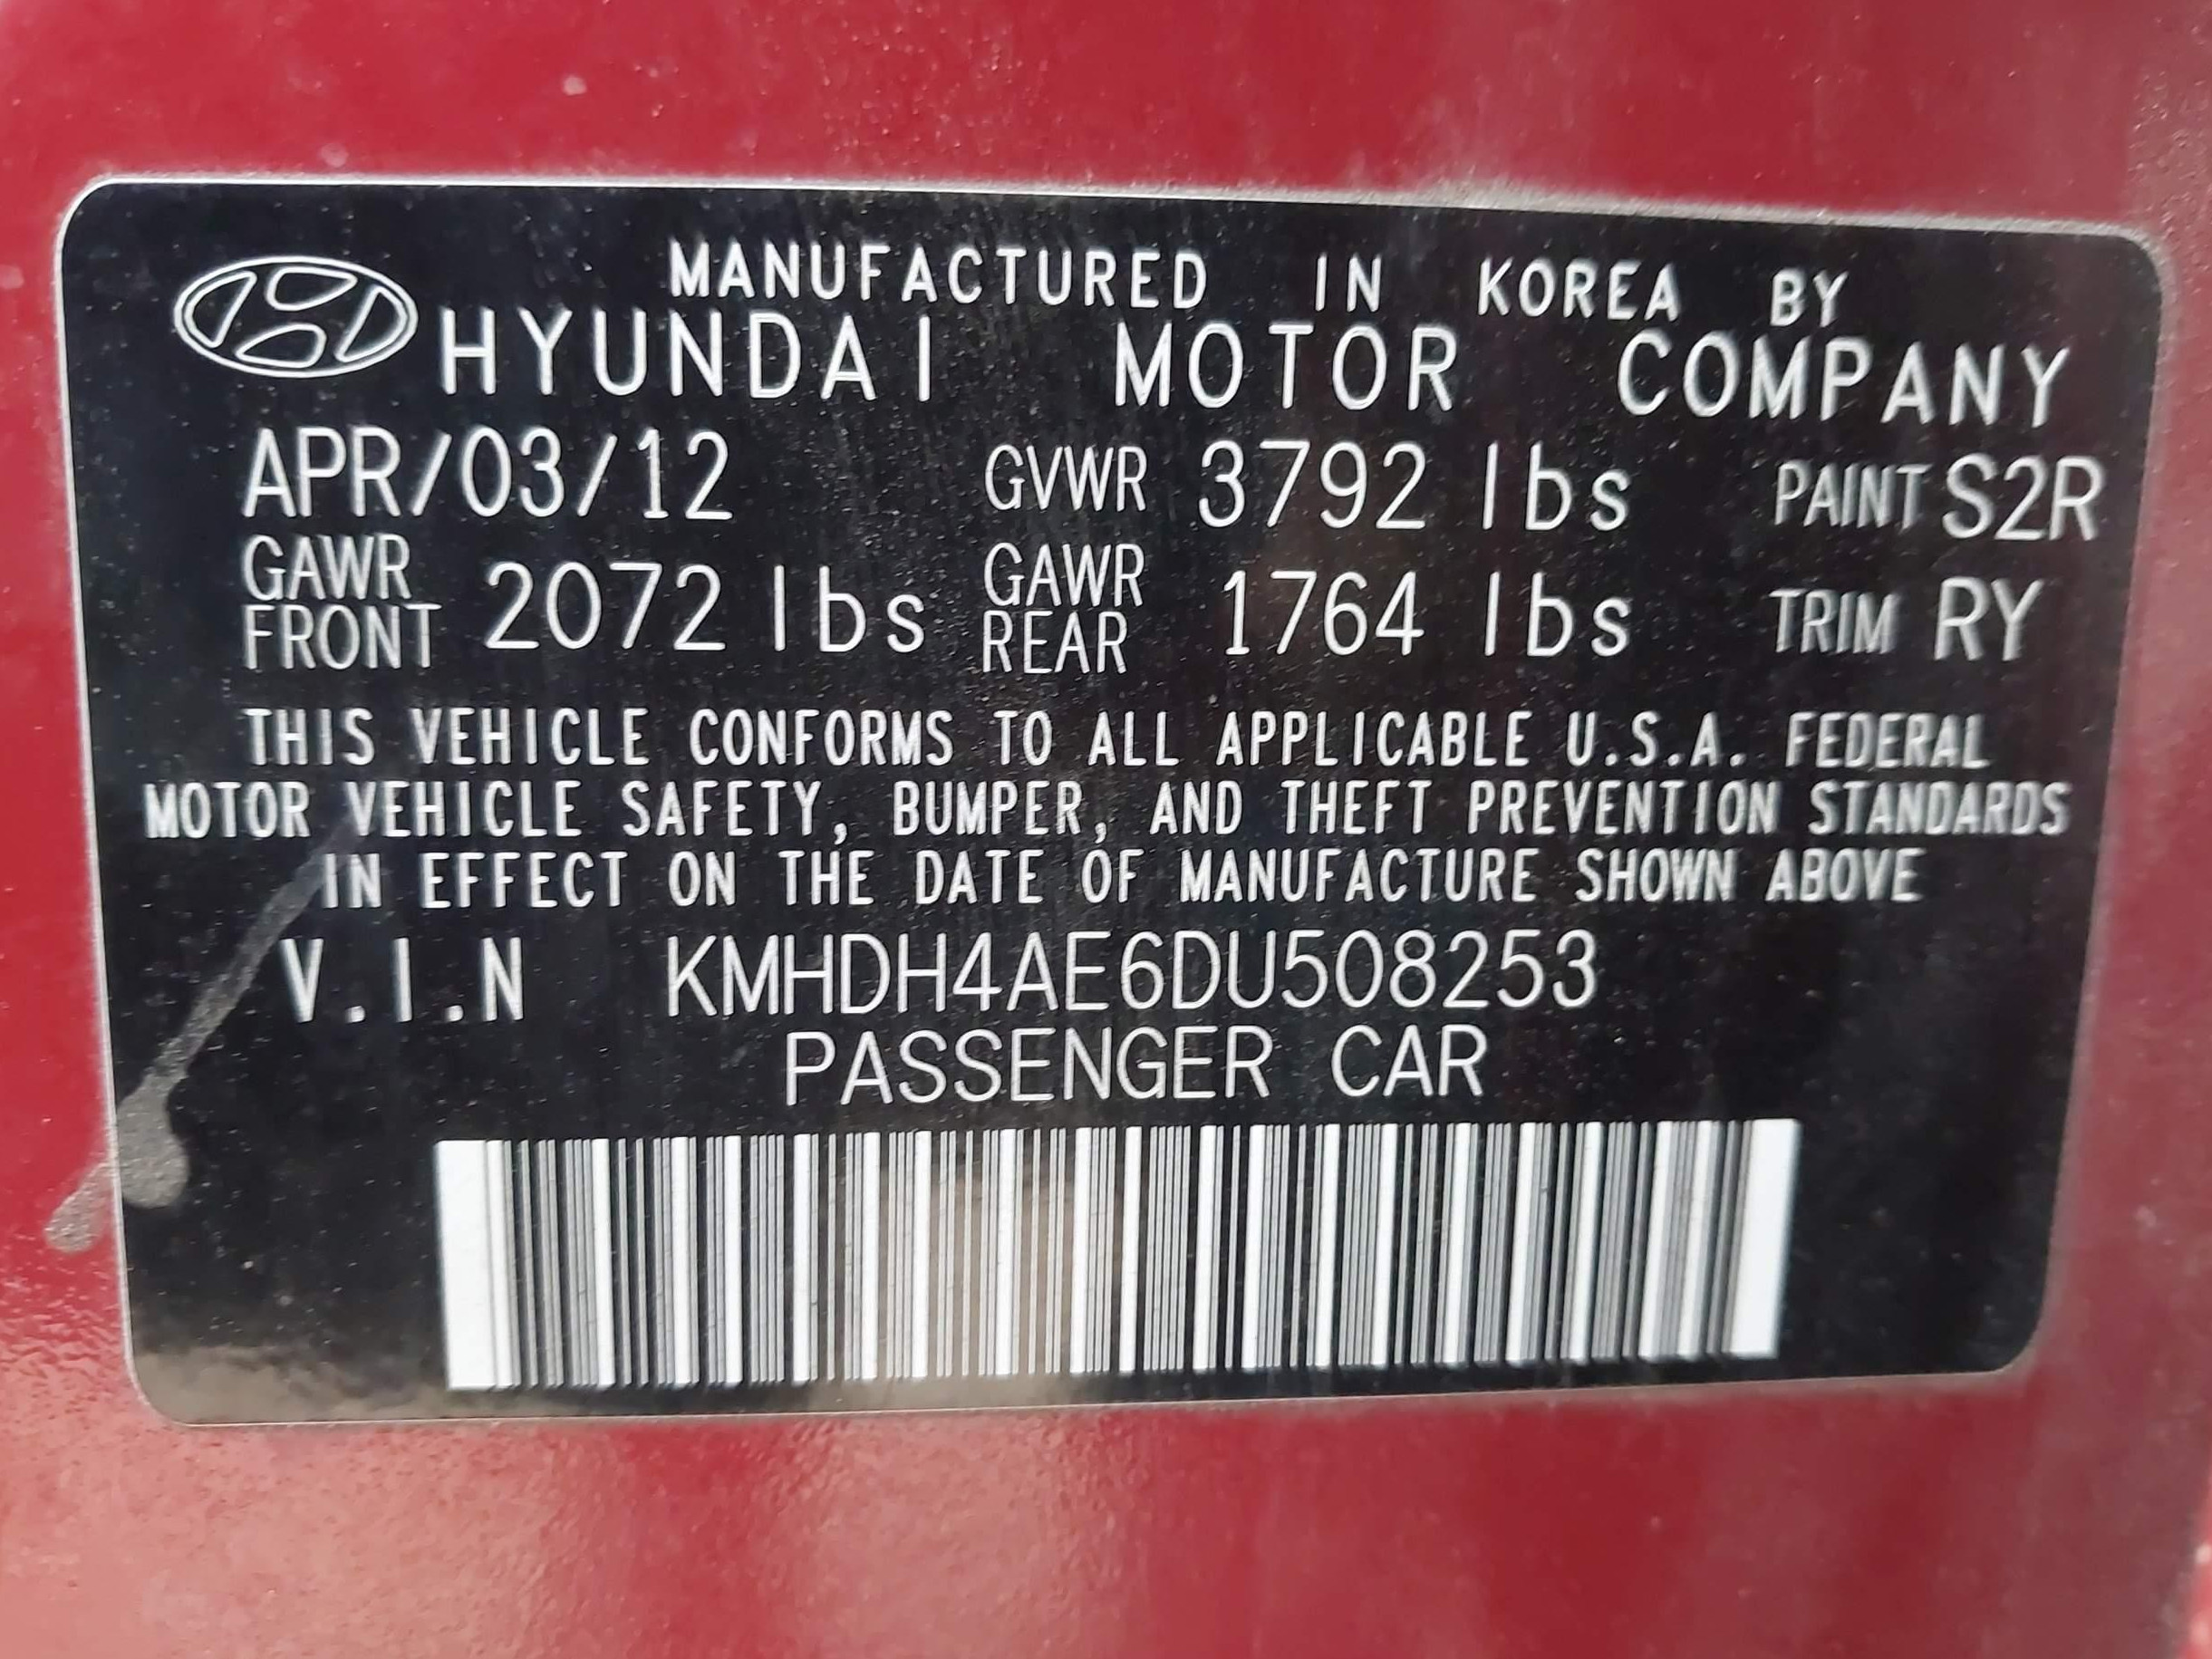 MANUFACTURED IN KOREA BY
HYUNDAI MOTOR COMPANY
APR/03/12 GVWR 3792 lbs PAINT S2R
GAWR FRONT 2072 lbs GAWR REAR 1764 lbs TRIM RY
THIS VEHICLE CONFORMS TO ALL APPLICABLE U.S.A. FEDERAL
MOTOR VEHICLE SAFETY, BUMPER, AND THEFT PREVENTION STANDARDS
IN EFFECT ON THE DATE OF MANUFACTURE SHOWN ABOVE
V.I.N KMHDH4AE6DU508253
PASSENGER CAR